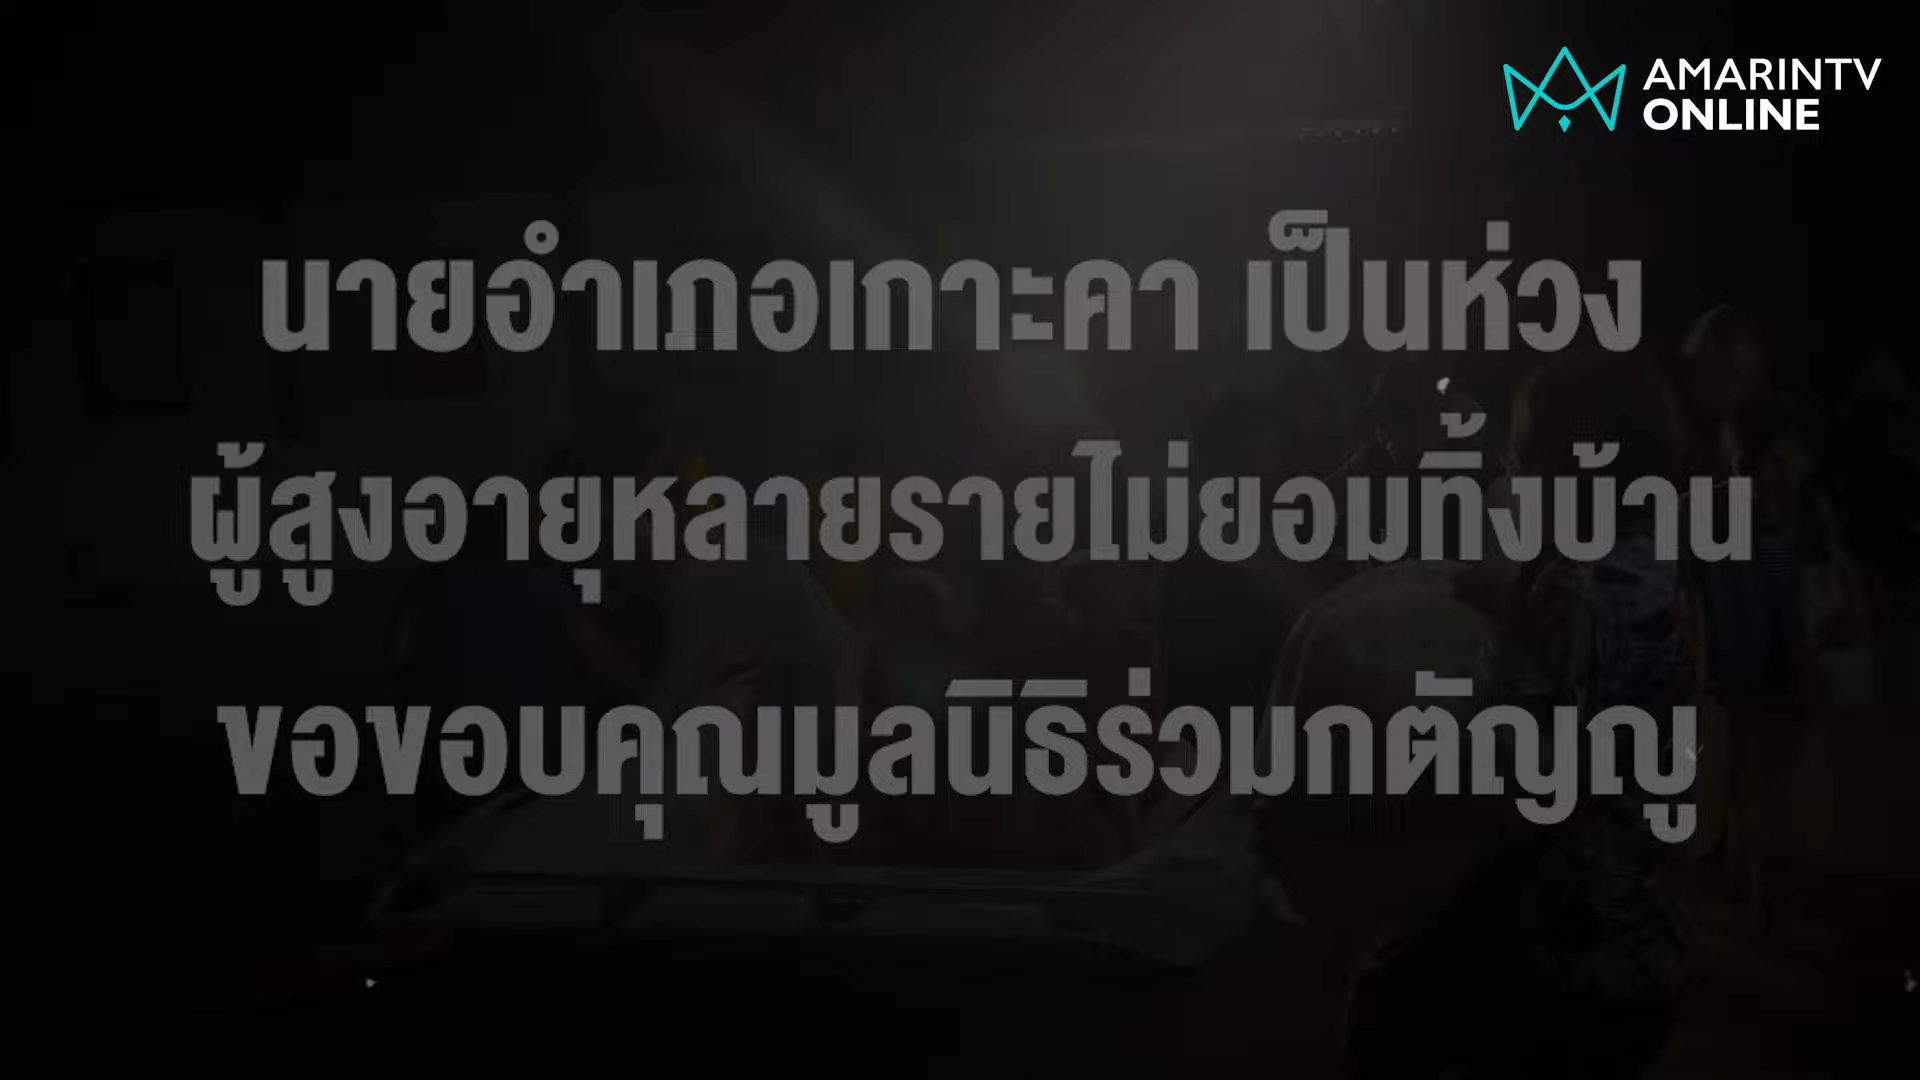 AMARINTV
ONLINE
นายอำเภอเกาะคา เป็นห่วง
ผู้สูงอายุหลายรายไม่ยอมทิ้งบ้าน
ขอขอบคุณมูลนิธิร่วมกตัญญู